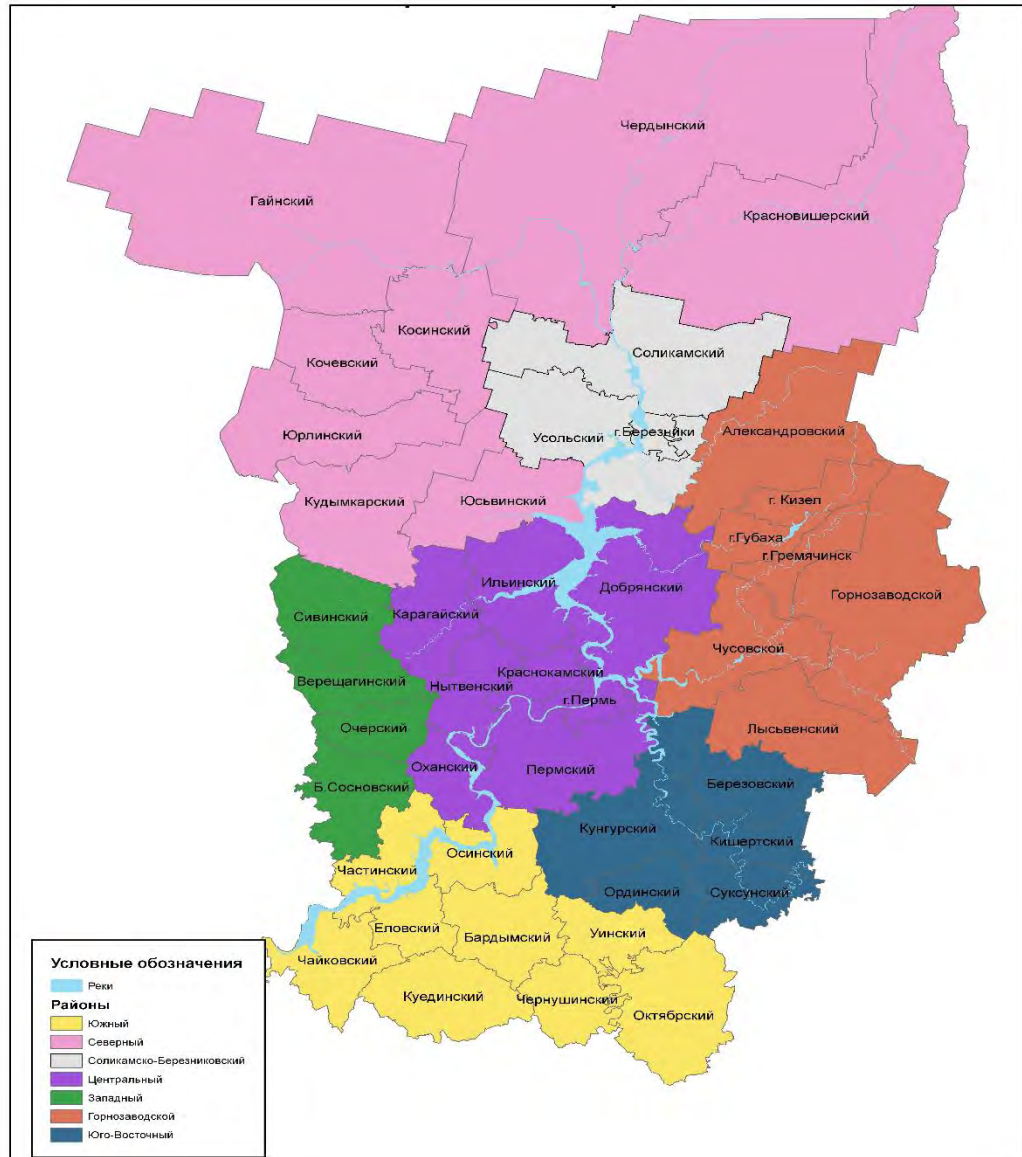 Чердынский
Гайнский
Красновишерский
Косинский
Соликамский
Кочевский
Юрлинский
Усольский
г.Березники
Александровский
Кудымкарский
Юсьвинский
г. Кизел
г.Губаха
г.Гремячинск
Ильинский
Добрянский
Горнозаводской
Сивинский
Карагайский
Чусовской
Краснокамский
Верещагинский
Нытвенский
г.Пермь
Очерский
Лысьвенский
Оханский
Пермский
Б.Сосновский
Березовский
Кунгурский
Кишертский
Осинский
Частинский
Ординский
Суксунский
Еловский
Уинский
Бардымский
Чайковский
Куединский
Чернушинский
Октябрский
Условные обозначения
Реки
Районы
Южный
Северный
Соликамско-Березниковский
Центральный
Западный
Горнозаводской
Юго-Восточный